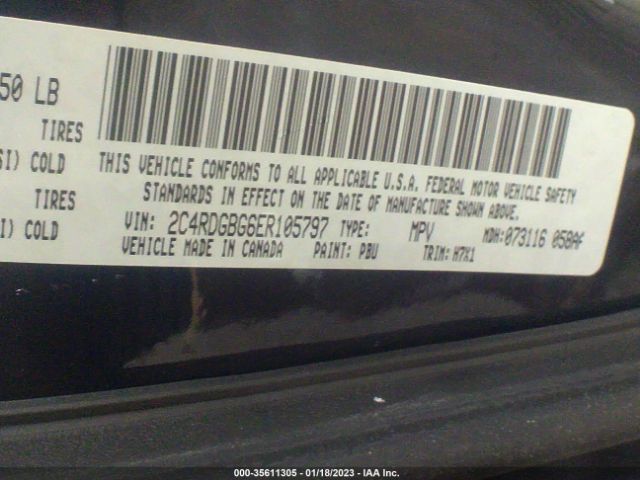 50 LB
TIRES
SI) COLD
TIRES
I) COLD
THIS VEHICLE CONFORMS TO ALL APPLICABLE U.S.A. FEDERAL MOTOR VEHICLE SAFETY
STANDARDS IN EFFECT ON THE DATE OF MANUFACTURE SHOWN ABOVE.
VIN: 2C4RDGBG6ER105797 TYPE: MPV MDH:073116 058AF
VEHICLE MADE IN CANADA PAINT: PBU TRIM: H7X1
000-35611305 - 01/18/2023 - IAA Inc.